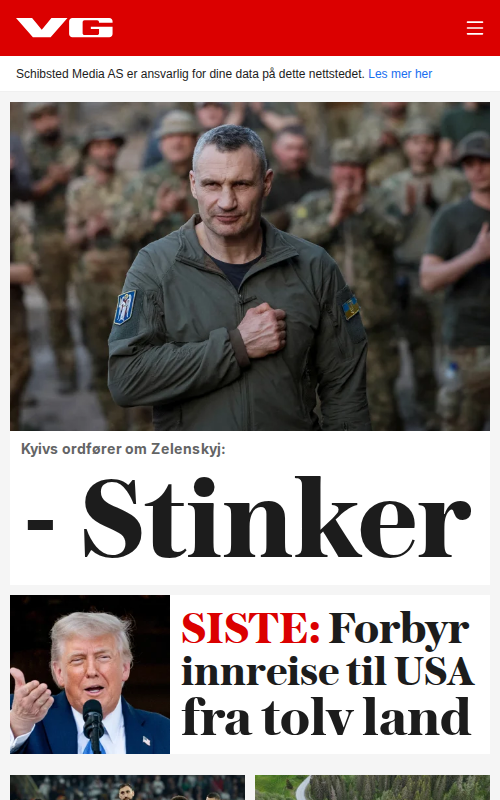 VG
Schibsted Media AS er ansvarlig for dine data på dette nettstedet. Les mer her
Kyivs ordfører om Zelenskyj:
- Stinker
SISTE: Forbyr
innreise til USA
fra tolv land